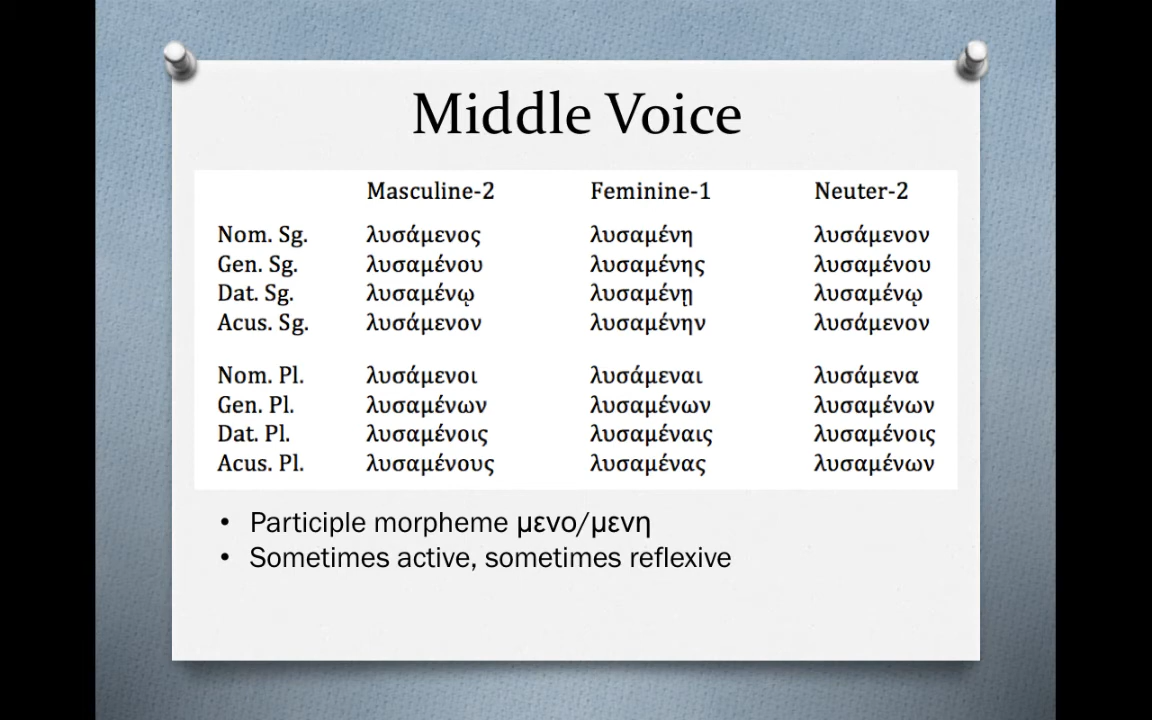 Middle Voice
Masculine-2 Feminine-1 Neuter-2
Nom. Sg. λυσάμενος λυσαμένη λυσάμενον
Gen. Sg. λυσαμένου λυσαμένης λυσαμένου
Dat. Sg. λυσαμένῳ λυσαμένῃ λυσαμένῳ
Acus. Sg. λυσάμενον λυσαμένην λυσάμενον
Nom. Pl. λυσάμενοι λυσάμεναι λυσάμενα
Gen. Pl. λυσαμένων λυσαμένων λυσαμένων
Dat. Pl. λυσαμένοις λυσαμέναις λυσαμένοις
Acus. Pl. λυσαμένους λυσαμένας λυσαμένων
• Participle morpheme μενο/μενη
• Sometimes active, sometimes reflexive